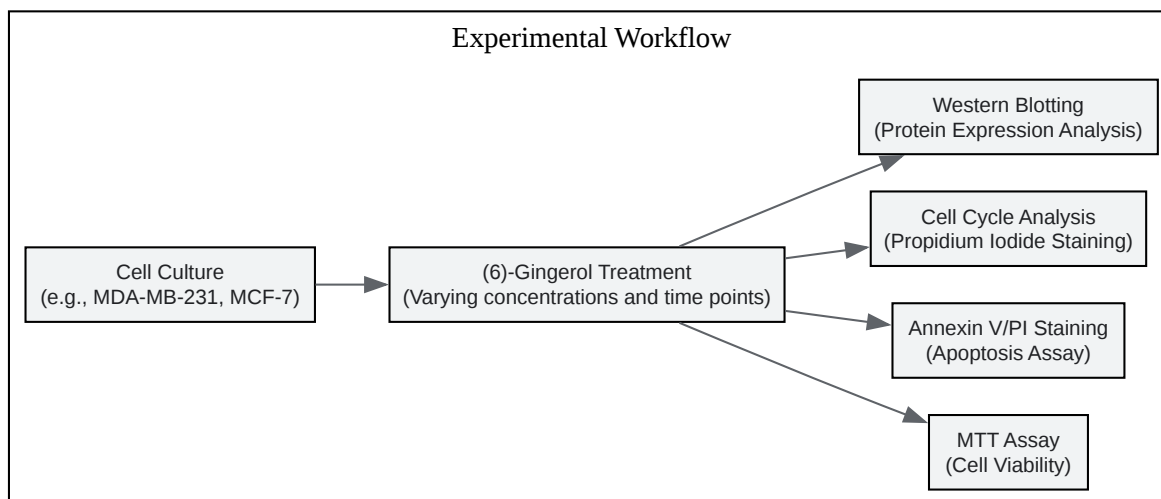 Experimental Workflow
Cell Culture
(e.g., MDA-MB-231, MCF-7)
(6)-Gingerol Treatment
(Varying concentrations and time points)
Western Blotting
(Protein Expression Analysis)
Cell Cycle Analysis
(Propidium Iodide Staining)
Annexin V/PI Staining
(Apoptosis Assay)
MTT Assay
(Cell Viability)